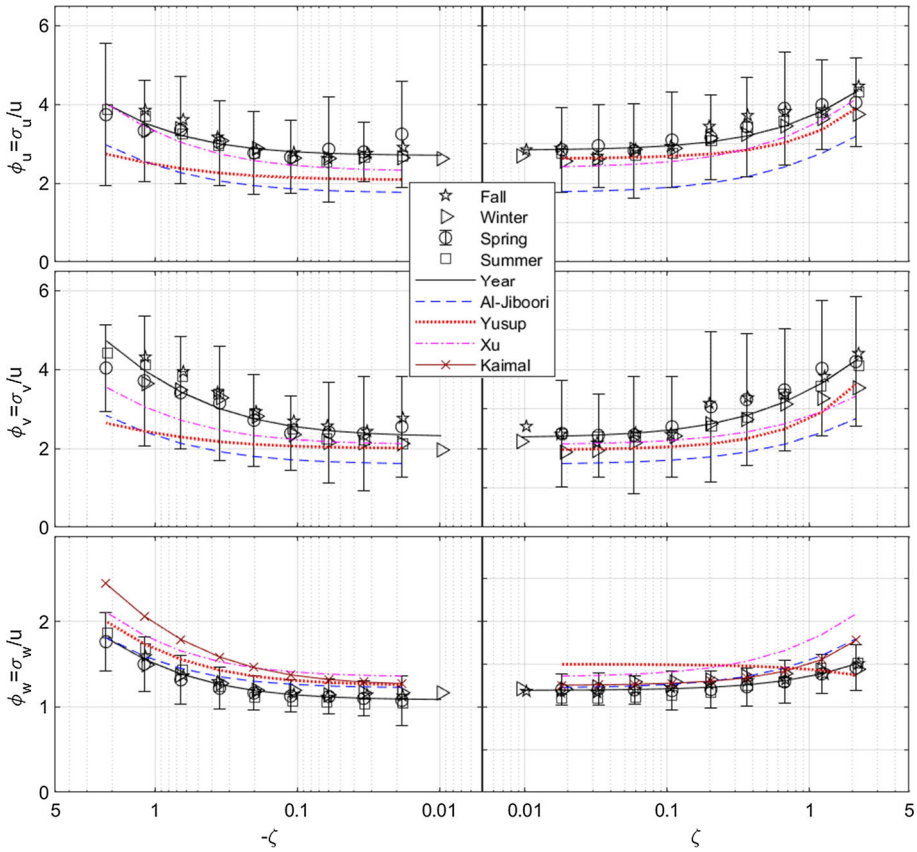 6
4
2
0
ϕu=σu/u
Fall
Winter
Spring
Summer
Year
Al-Jiboori
Yusup
Xu
Kaimal
6
4
2
0
ϕv=σv/u
2
1
0
ϕw=σw/u
5 1 0.1 0.01 0.01 0.1 1 5
-ζ ζ